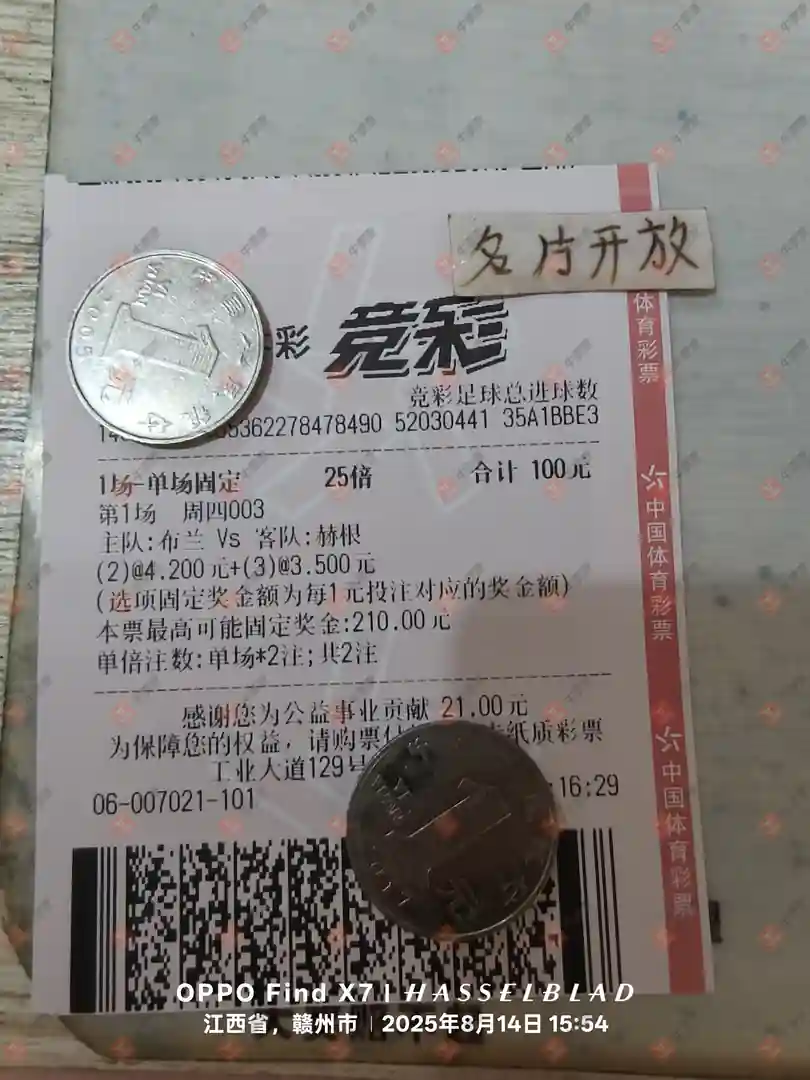 名片开放
彩 竞彩
竞彩足球总进球数
5362278478490 52030441 35A1BBE3
1场-单场固定 25倍 合计 100元
第1场 周四003
主队:布兰 Vs 客队:赫根
(2)@4.200元+(3)@3.500元
(选项固定奖金额为每1元投注对应的奖金额)
本票最高可能固定奖金:210.00元
单倍注数:单场*2注;共2注
感谢您为公益事业贡献 21.00元
为保障您的权益,请购票 纸质彩票
工业大道129号
06-007021-101 :16:29
体育彩票
中国体育彩票
中国体育彩票
OPPO Find X7 | HASSELBLAD
江西省,赣州市 | 2025年8月14日 15:54